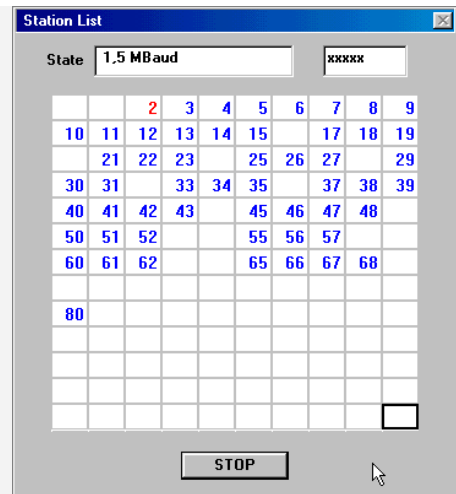 Station List
State 1,5 MBaud xxxxx
2 3 4 5 6 7 8 9
10 11 12 13 14 15 17 18 19
21 22 23 25 26 27 29
30 31 33 34 35 37 38 39
40 41 42 43 45 46 47 48
50 51 52 55 56 57
60 61 62 65 66 67 68
80
STOP